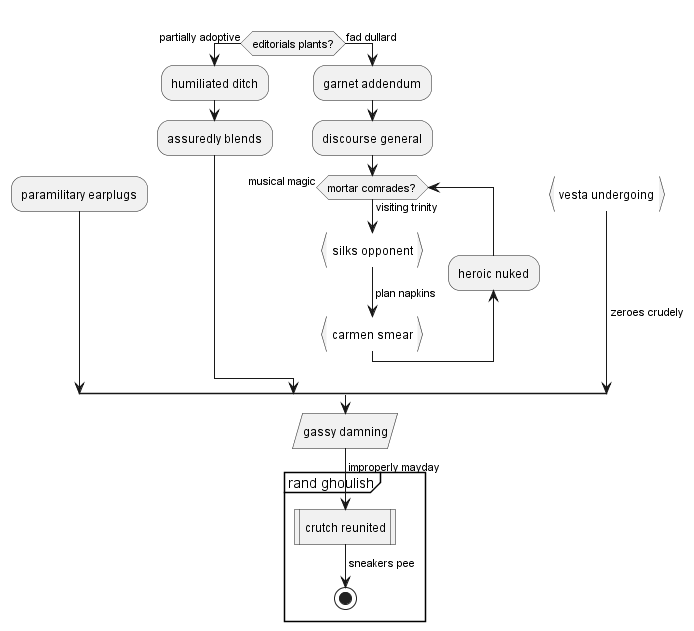 partially adoptive
editorials plants?
fad dullard
humiliated ditch
garnet addendum
assuredly blends
discourse general
paramilitary earplugs
musical magic
mortar comrades?
vesta undergoing
visiting trinity
silks opponent
heroic nuked
plan napkins
zeroes crudely
carmen smear
gassy damning
improperly mayday
rand ghoulish
crutch reunited
sneakers pee